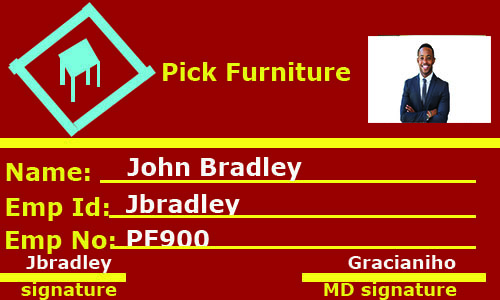 Pick Furniture
Name: John Bradley
Emp Id: Jbradley
Emp No: PF900
Jbradley Gracianiho
signature MD signature